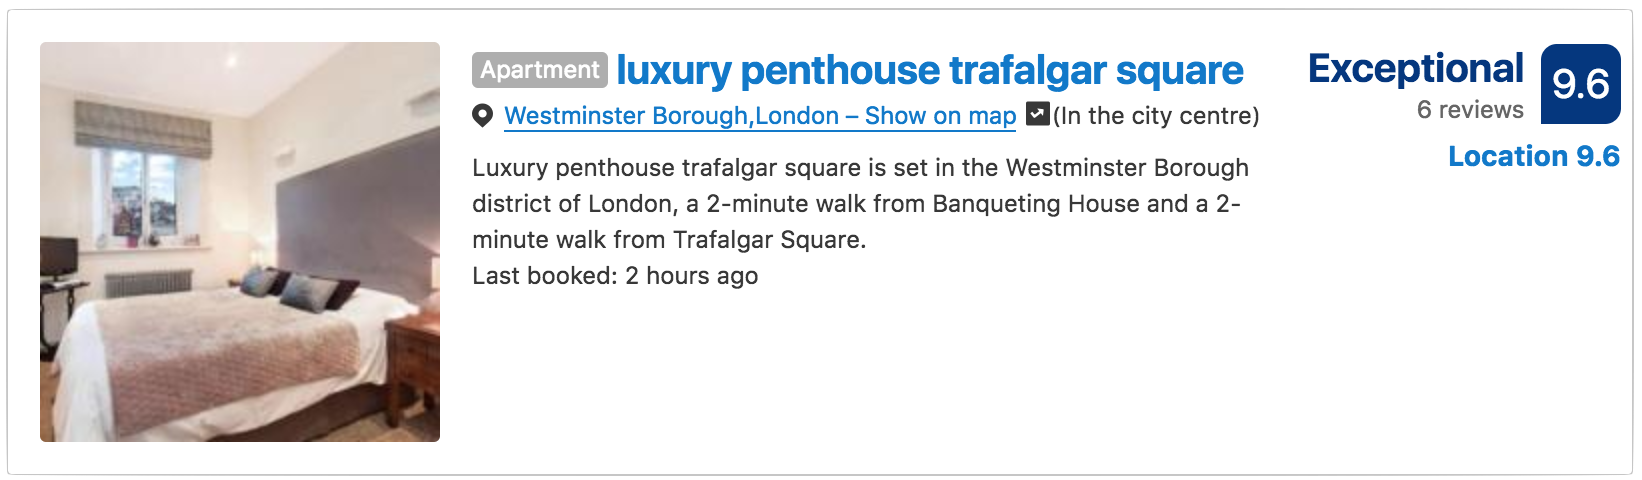 Apartment luxury penthouse trafalgar square
Westminster Borough,London – Show on map (In the city centre)
Luxury penthouse trafalgar square is set in the Westminster Borough
district of London, a 2-minute walk from Banqueting House and a 2-
minute walk from Trafalgar Square.
Last booked: 2 hours ago
Exceptional 9.6
6 reviews
Location 9.6